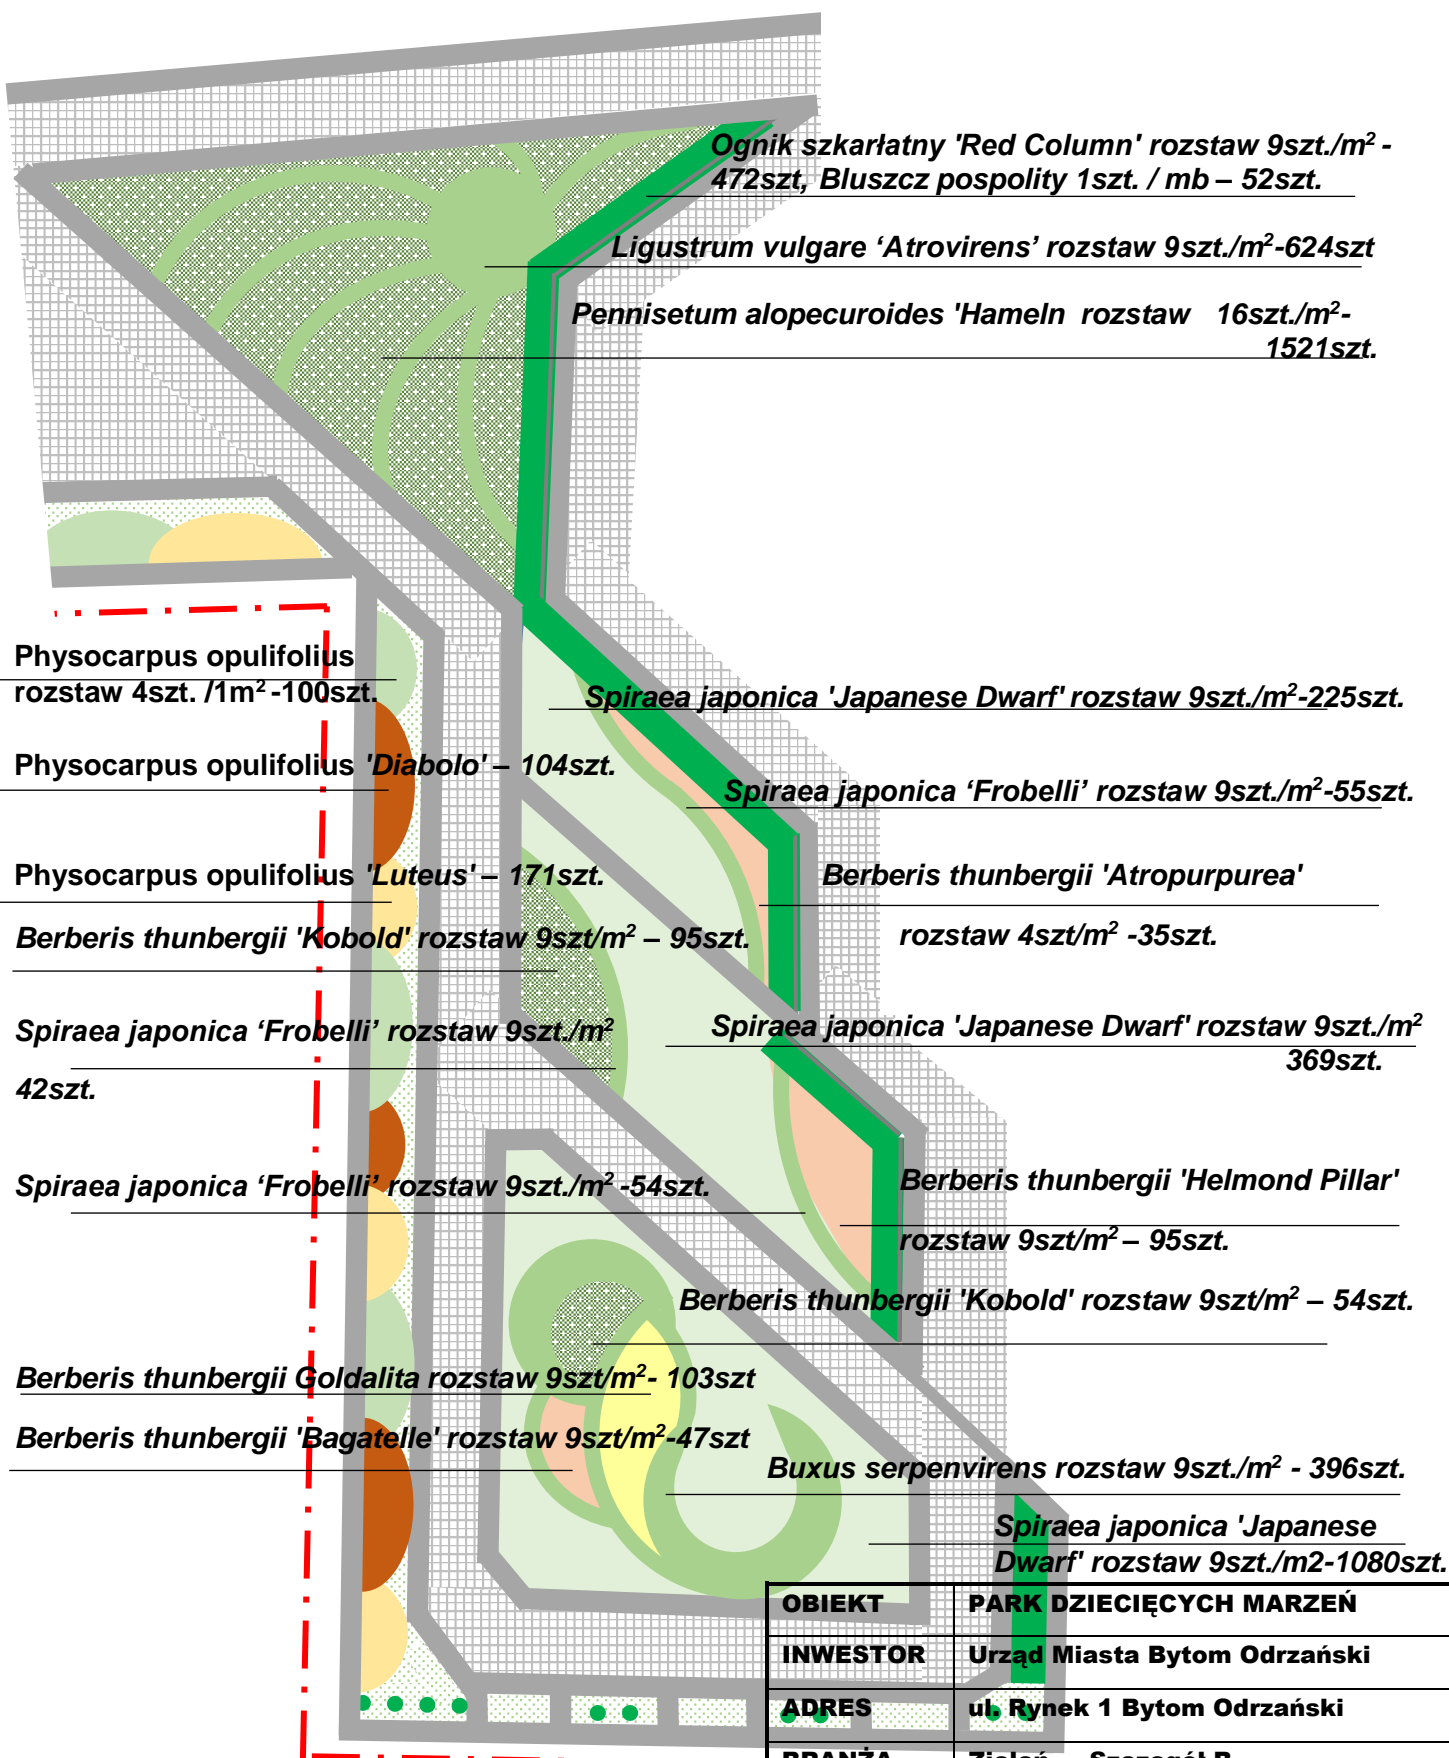 Ognik szkarłatny 'Red Column' rozstaw 9szt./m² -
472szt, Bluszcz pospolity 1szt. / mb – 52szt.
Ligustrum vulgare ‘Atrovirens’ rozstaw 9szt./m²-624szt
Pennisetum alopecuroides 'Hameln rozstaw 16szt./m²-
1521szt.
Physocarpus opulifolius
rozstaw 4szt. /1m² -100szt.
Spiraea japonica 'Japanese Dwarf' rozstaw 9szt./m²-225szt.
Physocarpus opulifolius 'Diabolo' – 104szt.
Spiraea japonica ‘Frobelli’ rozstaw 9szt./m²-55szt.
Physocarpus opulifolius 'Luteus' – 171szt.
Berberis thunbergii 'Atropurpurea'
rozstaw 4szt/m² -35szt.
Berberis thunbergii 'Kobold' rozstaw 9szt/m² – 95szt.
Spiraea japonica ‘Frobelli’ rozstaw 9szt./m²
42szt.
Spiraea japonica 'Japanese Dwarf' rozstaw 9szt./m²
369szt.
Spiraea japonica ‘Frobelli’ rozstaw 9szt./m² -54szt.
Berberis thunbergii 'Helmond Pillar'
rozstaw 9szt/m² – 95szt.
Berberis thunbergii 'Kobold' rozstaw 9szt/m² – 54szt.
Berberis thunbergii Goldalita rozstaw 9szt/m²- 103szt
Berberis thunbergii 'Bagatelle' rozstaw 9szt/m²-47szt
Buxus serpenvirens rozstaw 9szt./m² - 396szt.
Spiraea japonica 'Japanese
Dwarf' rozstaw 9szt./m2-1080szt.
OBIEKT PARK DZIECIĘCYCH MARZEŃ
INWESTOR Urząd Miasta Bytom Odrzański
ADRES ul. Rynek 1 Bytom Odrzański
BRANŻA Zieleń Szczegół B